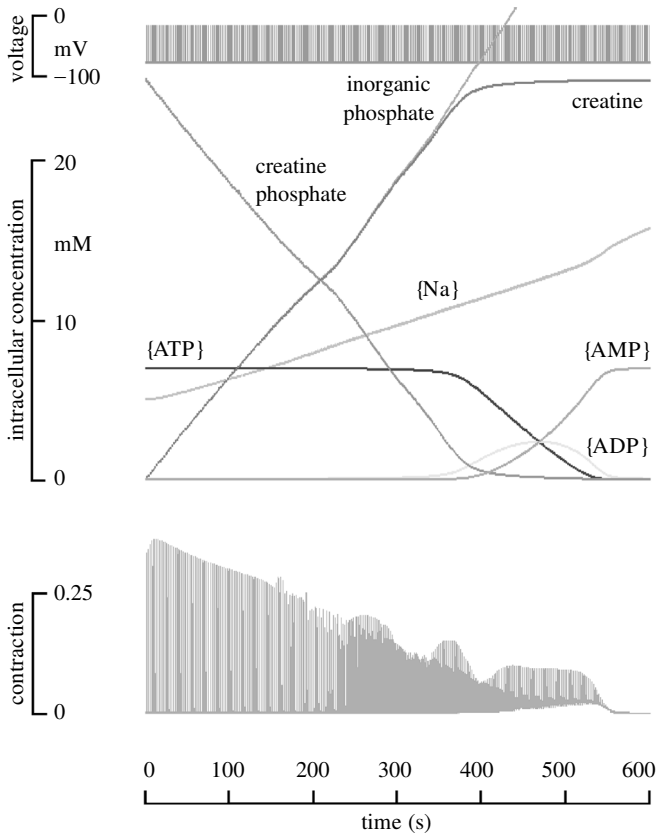 voltage
0
mV
−100
inorganic
phosphate
creatine
creatine
phosphate
intracellular concentration
20
mM
10
0
{Na}
{ATP}
{AMP}
{ADP}
contraction
0.25
0
0 100 200 300 400 500 600
time (s)